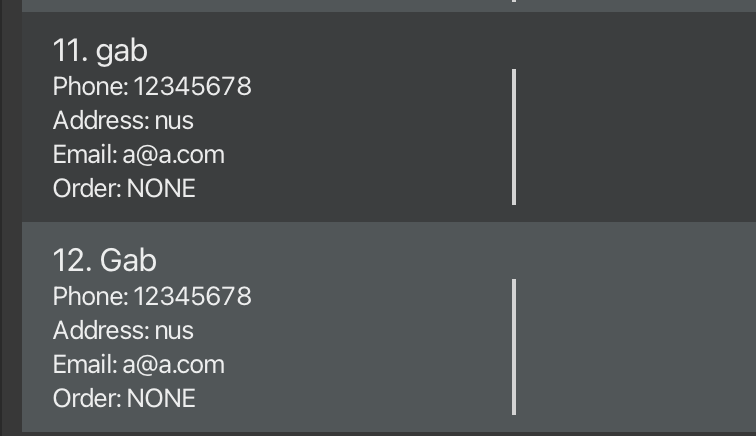 11. gab
Phone: 12345678
Address: nus
Email: a@a.com
Order: NONE
12. Gab
Phone: 12345678
Address: nus
Email: a@a.com
Order: NONE